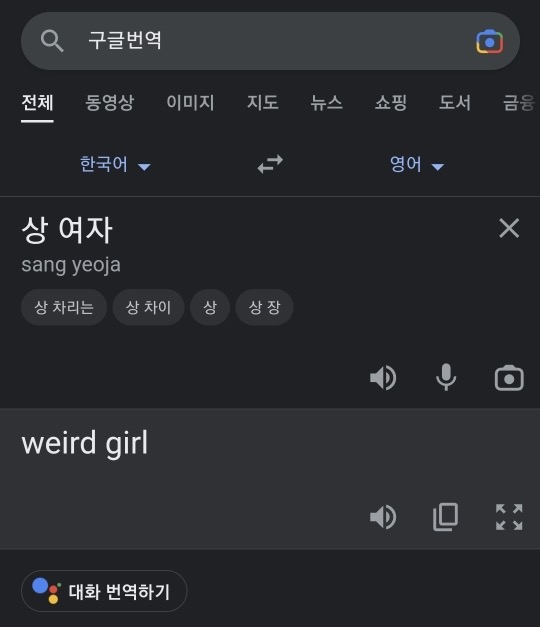 구글번역
전체 동영상 이미지 지도 뉴스 쇼핑 도서 금융
한국어 영어
상 여자
sang yeoja
상 차리는 상 차이 상 상 장
weird girl
대화 번역하기